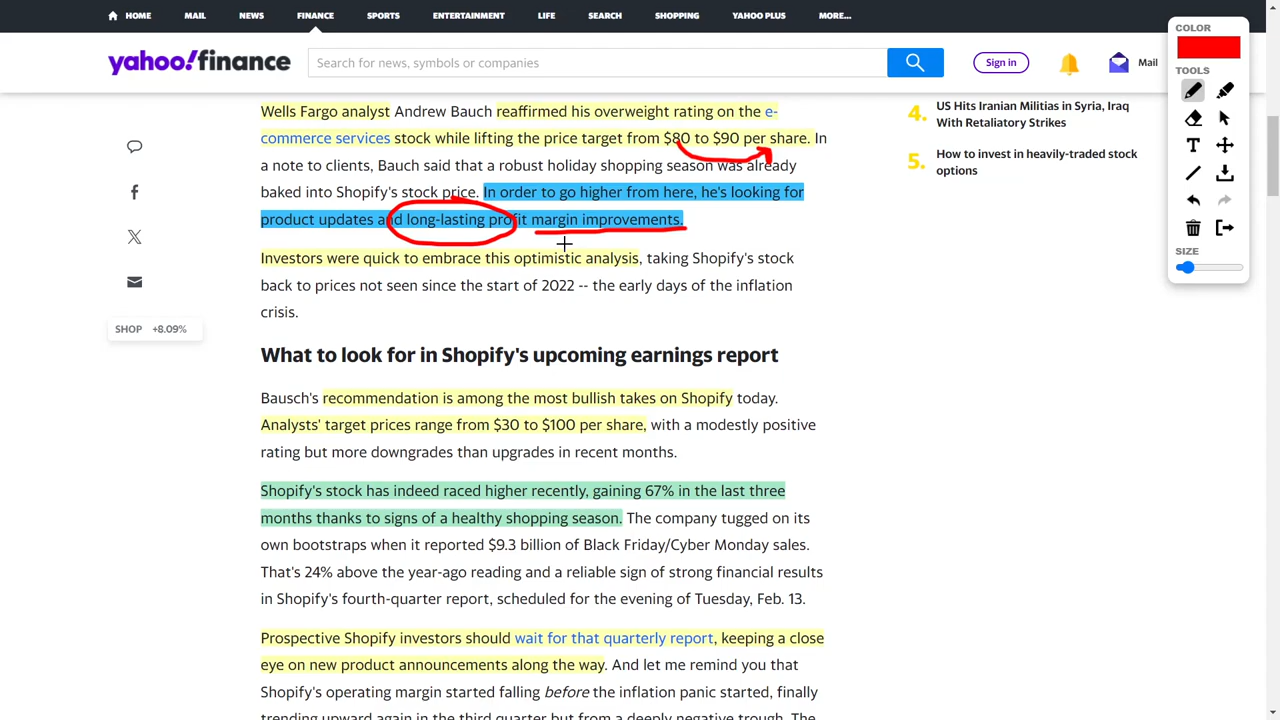 HOME MAIL NEWS FINANCE SPORTS ENTERTAINMENT LIFE SEARCH SHOPPING YAHOO PLUS MORE...
yahoo!finance Search for news, symbols or companies Sign in Mail
COLOR
TOOLS
T
SIZE
Wells Fargo analyst Andrew Bauch reaffirmed his overweight rating on the e-
commerce services stock while lifting the price target from $80 to $90 per share. In
a note to clients, Bauch said that a robust holiday shopping season was already
baked into Shopify's stock price. In order to go higher from here, he's looking for
product updates and long-lasting profit margin improvements.
Investors were quick to embrace this optimistic analysis, taking Shopify's stock
back to prices not seen since the start of 2022 -- the early days of the inflation
crisis.
SHOP +8.09%
What to look for in Shopify's upcoming earnings report
Bausch's recommendation is among the most bullish takes on Shopify today.
Analysts' target prices range from $30 to $100 per share, with a modestly positive
rating but more downgrades than upgrades in recent months.
Shopify's stock has indeed raced higher recently, gaining 67% in the last three
months thanks to signs of a healthy shopping season. The company tugged on its
own bootstraps when it reported $9.3 billion of Black Friday/Cyber Monday sales.
That's 24% above the year-ago reading and a reliable sign of strong financial results
in Shopify's fourth-quarter report, scheduled for the evening of Tuesday, Feb. 13.
Prospective Shopify investors should wait for that quarterly report, keeping a close
eye on new product announcements along the way. And let me remind you that
Shopify's operating margin started falling before the inflation panic started, finally
trending upward again in the third quarter but from a deeply negative trough. The
4. US Hits Iranian Militias in Syria, Iraq
With Retaliatory Strikes
5. How to invest in heavily-traded stock
options